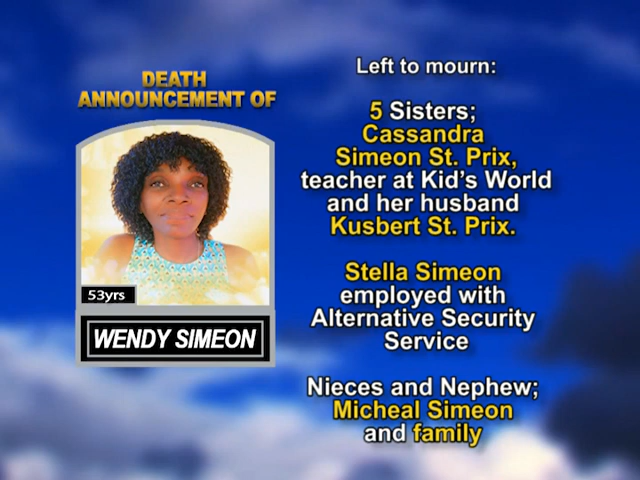 DEATH
ANNOUNCEMENT OF
53yrs
WENDY SIMEON
Left to mourn:
5 Sisters;
Cassandra
Simeon St. Prix,
teacher at Kid's World
and her husband
Kusbert St. Prix.
Stella Simeon
employed with
Alternative Security
Service
Nieces and Nephew;
Micheal Simeon
and family